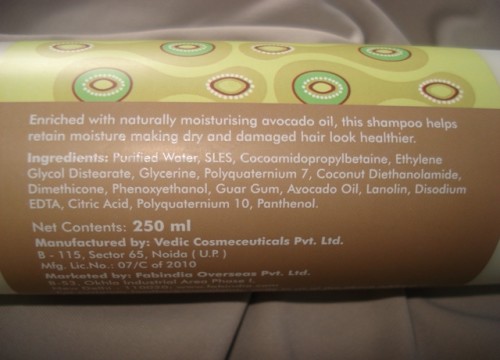 Enriched with naturally moisturising avocado oil, this shampoo helps
retain moisture making dry and damaged hair look healthier.
Ingredients: Purified Water, SLES, Cocoamidopropylbetaine, Ethylene
Glycol Distearate, Glycerine, Polyquaternium 7, Coconut Diethanolamide,
Dimethicone, Phenoxyethanol, Guar Gum, Avocado Oil, Lanolin, Disodium
EDTA, Citric Acid, Polyquaternium 10, Panthenol.
Net Contents: 250 ml
Manufactured by: Vedic Cosmeceuticals Pvt. Ltd.
B - 115, Sector 65, Noida ( U.P )
Mfg. Lic.No.: 07/C of 2010
Marketed by: Fabindia Overseas Pvt. Ltd.
B-53, Okhla Industrial Area Phase I,